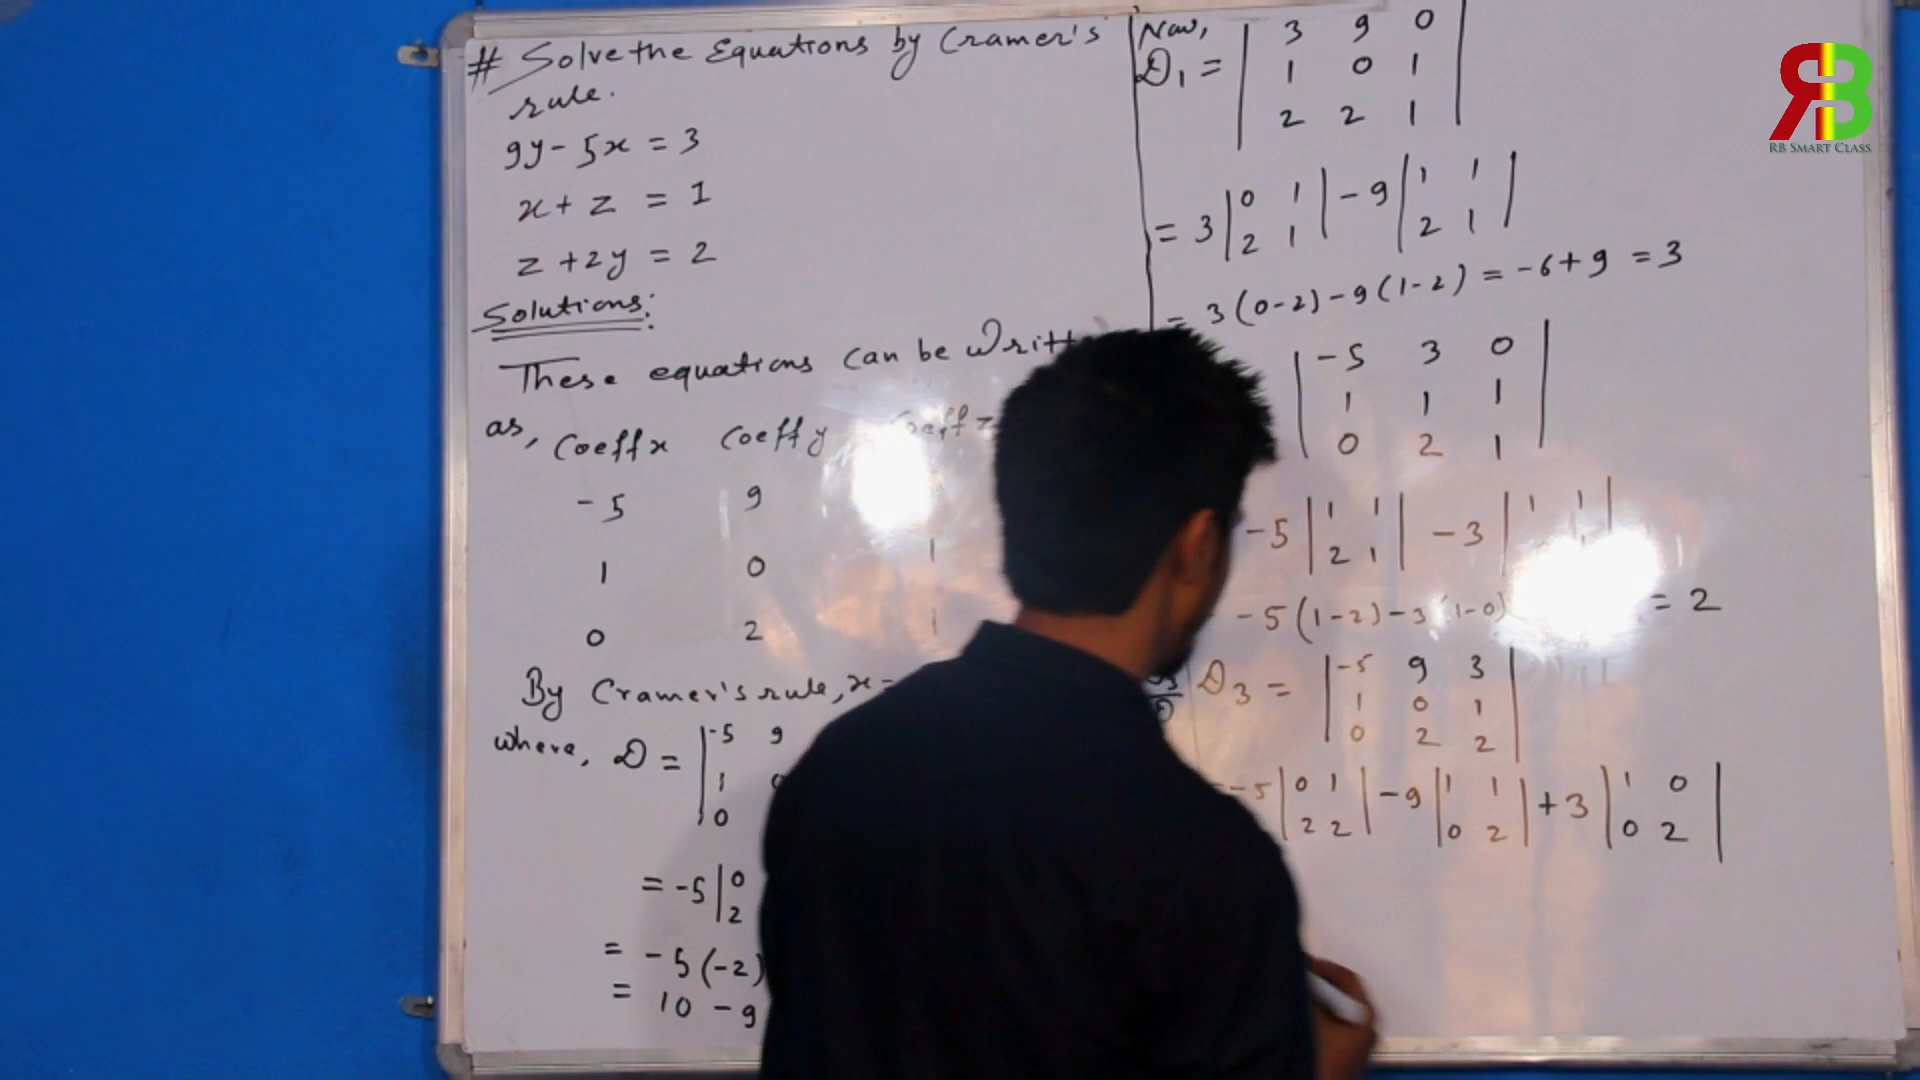 # Solve the Equations by Cramer's
rule.
9y - 5x = 3
x + z = 1
z + 2y = 2
Solutions:
These equations can be
as, Coeff x Coeff y Coeff z
-5 9
1 0 1
0 2 1
By Cramer's rule, x =
where, D = | -5 9
1
0
= -5 | 0
2
= -5 (-2)
= 10 - 9
Now,
D₁ = | 3 9 0 |
| 1 0 1 |
| 2 2 1 |
= 3 | 0 1 | - 9 | 1 1 |
| 2 1 | | 2 1 |
= 3 (0-2) - 9 (1-2) = -6 + 9 = 3
| -5 3 0 |
| 1 1 1 |
| 0 2 1 |
-5 | 1 1 | - 3 | 1 1 |
| 2 1 |
-5 (1-2) - 3 (1-0) = 2
D₃ = | -5 9 3 |
| 1 0 1 |
| 0 2 2 |
= -5 | 0 1 | - 9 | 1 1 | + 3 | 1 0 |
| 2 2 | | 0 2 | | 0 2 |
RB
RB SMART CLASS